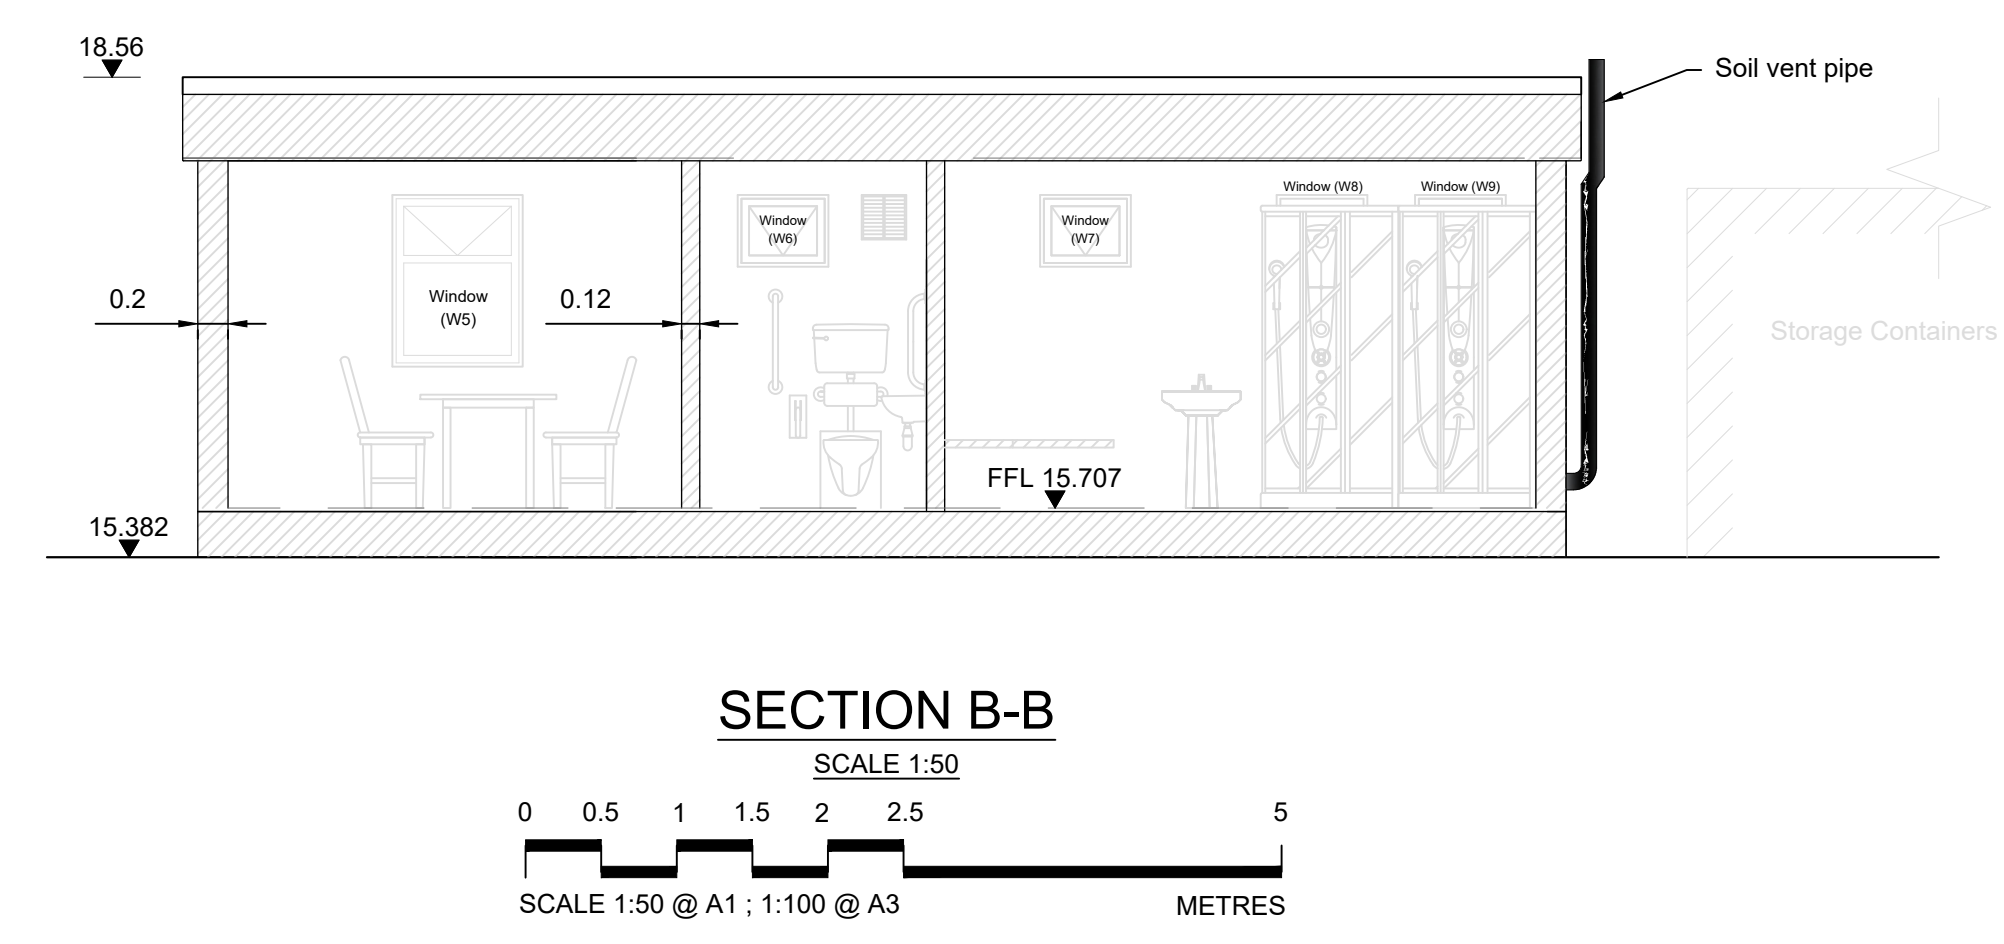 18.56
Soil vent pipe
Window (W8)
Window (W9)
Window
(W6)
Window
(W7)
0.2
Window
(W5)
0.12
Storage Containers
FFL 15.707
15.382
SECTION B-B
SCALE 1:50
0 0.5 1 1.5 2 2.5 5
SCALE 1:50 @ A1 ; 1:100 @ A3
METRES